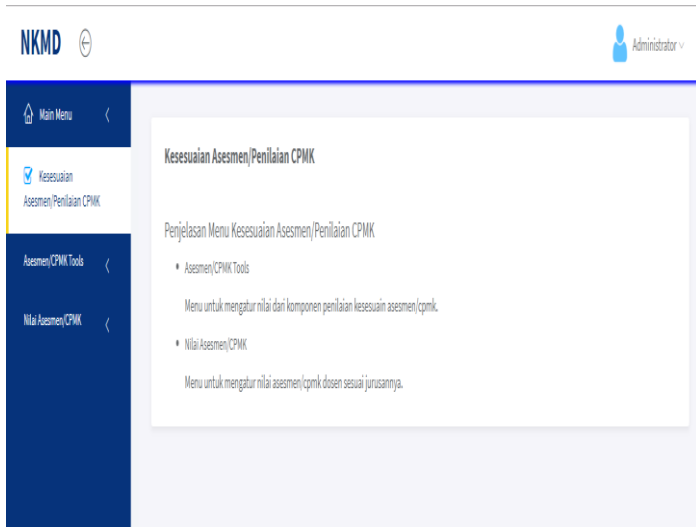 NKMD
Administrator
Main Menu
Kesesuaian
Asesmen/Penilaian CPMK
Asesmen/CPMK Tools
Nilai Asesmen/CPMK
Kesesuaian Asesmen/Penilaian CPMK
Penjelasan Menu Kesesuaian Asesmen/Penilaian CPMK
• Asesmen/CPMK Tools
Menu untuk mengatur nilai dari komponen penilaian kesesuain asesmen/cpmk.
• Nilai Asesmen/CPMK
Menu untuk mengatur nilai asesmen/cpmk dosen sesuai jurusannya.